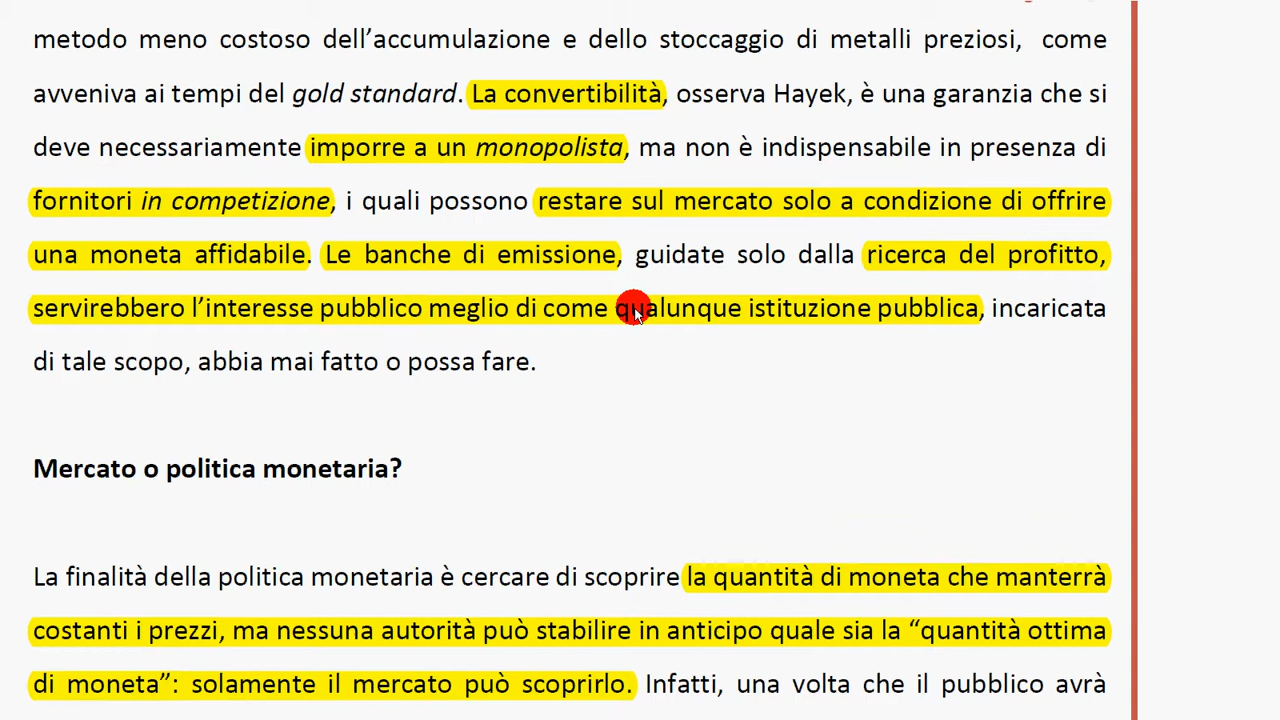 metodo meno costoso dell’accumulazione e dello stoccaggio di metalli preziosi, come
avveniva ai tempi del gold standard. La convertibilità, osserva Hayek, è una garanzia che si
deve necessariamente imporre a un monopolista, ma non è indispensabile in presenza di
fornitori in competizione, i quali possono restare sul mercato solo a condizione di offrire
una moneta affidabile. Le banche di emissione, guidate solo dalla ricerca del profitto,
servirebbero l’interesse pubblico meglio di come qualunque istituzione pubblica, incaricata
di tale scopo, abbia mai fatto o possa fare.
Mercato o politica monetaria?
La finalità della politica monetaria è cercare di scoprire la quantità di moneta che manterrà
costanti i prezzi, ma nessuna autorità può stabilire in anticipo quale sia la “quantità ottima
di moneta”: solamente il mercato può scoprirlo. Infatti, una volta che il pubblico avrà